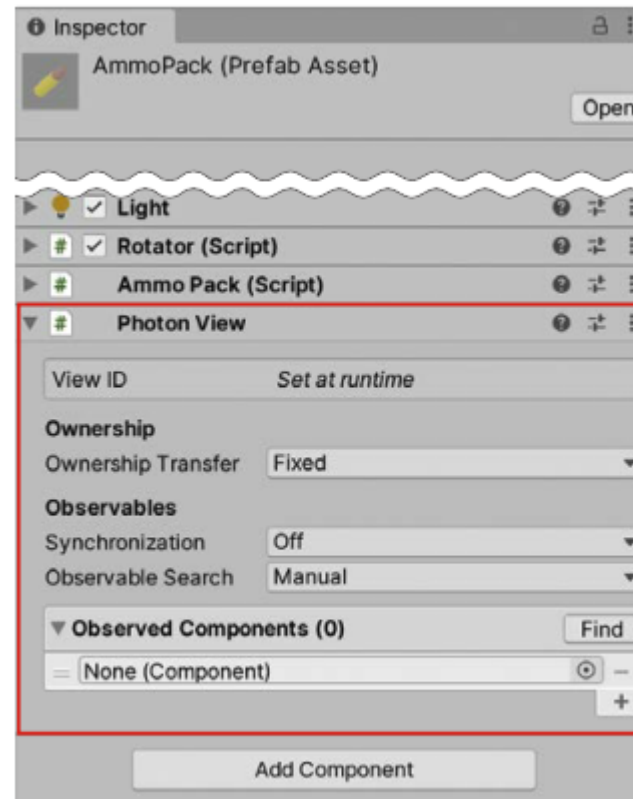 Inspector
AmmoPack (Prefab Asset)
Open
Light
# Rotator (Script)
# Ammo Pack (Script)
# Photon View
View ID Set at runtime
Ownership
Ownership Transfer Fixed
Observables
Synchronization Off
Observable Search Manual
Observed Components (0) Find
None (Component)
Add Component